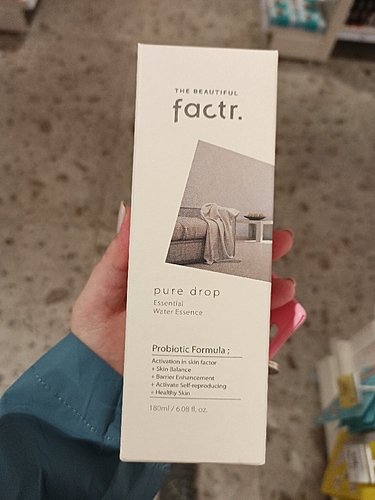 THE BEAUTIFUL
factr.
pure drop
Essential
Water Essence
Probiotic Formula ;
Activation in skin factor
+ Skin Balance
+ Barrier Enhancement
+ Activate Self-reproducing
+ Healthy Skin
180ml / 6.08 fl. oz.